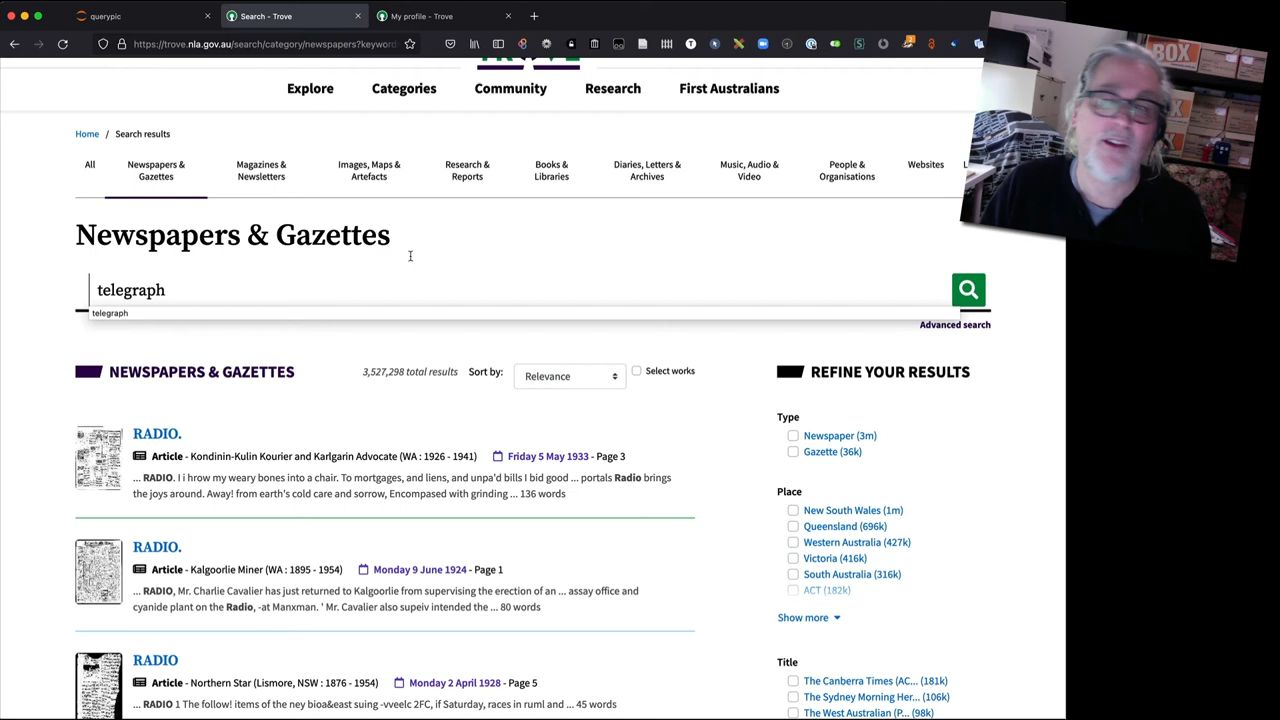 querypic
Search - Trove
My profile - Trove
https://trove.nla.gov.au/search/category/newspapers?keyword
Explore
Categories
Community
Research
First Australians
Home / Search results
All
Newspapers &
Gazettes
Magazines &
Newsletters
Images, Maps &
Artefacts
Research &
Reports
Books &
Libraries
Diaries, Letters &
Archives
Music, Audio &
Video
People &
Organisations
Websites
L
Newspapers & Gazettes
telegraph
telegraph
Advanced search
NEWSPAPERS & GAZETTES
3,527,298 total results
Sort by:
Relevance
Select works
RADIO.
Article - Kondinin-Kulin Kourier and Karlgarin Advocate (WA : 1926 - 1941)
Friday 5 May 1933 - Page 3
... RADIO. I i hrow my weary bones into a chair. To mortgages, and liens, and unpa'd bills I bid good ... portals Radio brings
the joys around. Away! from earth's cold care and sorrow, Encompased with grinding ... 136 words
RADIO.
Article - Kalgoorlie Miner (WA : 1895 - 1954)
Monday 9 June 1924 - Page 1
... RADIO, Mr. Charlie Cavalier has just returned to Kalgoorlie from supervising the erection of an ... assay office and
cyanide plant on the Radio, -at Manxman. ' Mr. Cavalier also supeiv intended the ... 80 words
RADIO
Article - Northern Star (Lismore, NSW : 1876 - 1954)
Monday 2 April 1928 - Page 5
... RADIO 1 The follow! items of the ney bioa&east suing -vveelc 2FC, if Saturday, races in ruml and ... 45 words
REFINE YOUR RESULTS
Type
Newspaper (3m)
Gazette (36k)
Place
New South Wales (1m)
Queensland (696k)
Western Australia (427k)
Victoria (416k)
South Australia (316k)
ACT (182k)
Show more
Title
The Canberra Times (AC... (181k)
The Sydney Morning Her... (106k)
The West Australian (P... (98k)
BOX